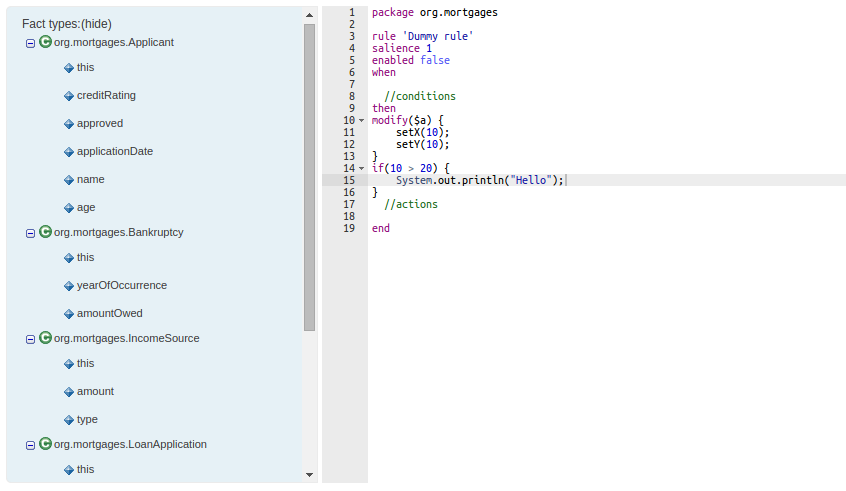 Fact types:(hide)
org.mortgages.Applicant
this
creditRating
approved
applicationDate
name
age
org.mortgages.Bankruptcy
this
yearOfOccurrence
amountOwed
org.mortgages.IncomeSource
this
amount
type
org.mortgages.LoanApplication
this
1 package org.mortgages
2
3 rule 'Dummy rule'
4 salience 1
5 enabled false
6 when
7
8 //conditions
9 then
10 modify($a) {
11 setX(10);
12 setY(10);
13 }
14 if(10 > 20) {
15 System.out.println("Hello");
16 }
17 //actions
18
19 end